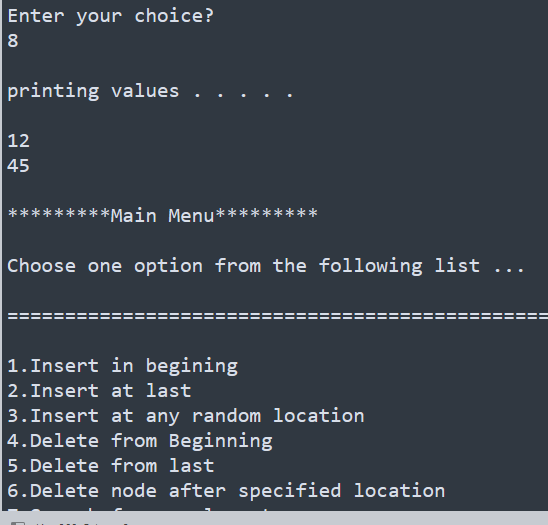 Enter your choice?
8
printing values . . . . .
12
45
*********Main Menu*********
Choose one option from the following list ...
===============================================
1.Insert in begining
2.Insert at last
3.Insert at any random location
4.Delete from Beginning
5.Delete from last
6.Delete node after specified location